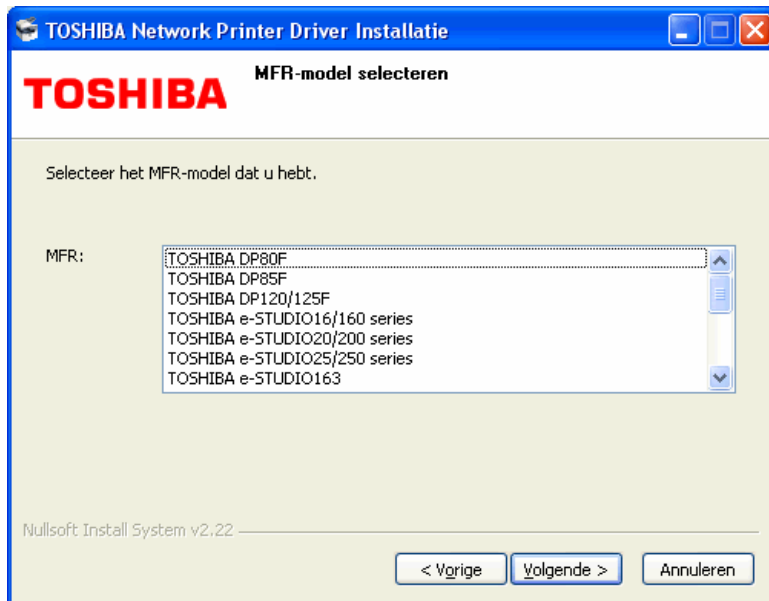 TOSHIBA Network Printer Driver Installatie
TOSHIBA
MFR-model selecteren
Selecteer het MFR-model dat u hebt.
MFR:
TOSHIBA DP80F
TOSHIBA DP85F
TOSHIBA DP120/125F
TOSHIBA e-STUDIO16/160 series
TOSHIBA e-STUDIO20/200 series
TOSHIBA e-STUDIO25/250 series
TOSHIBA e-STUDIO163
Nullsoft Install System v2.22
< Vorige Volgende > Annuleren